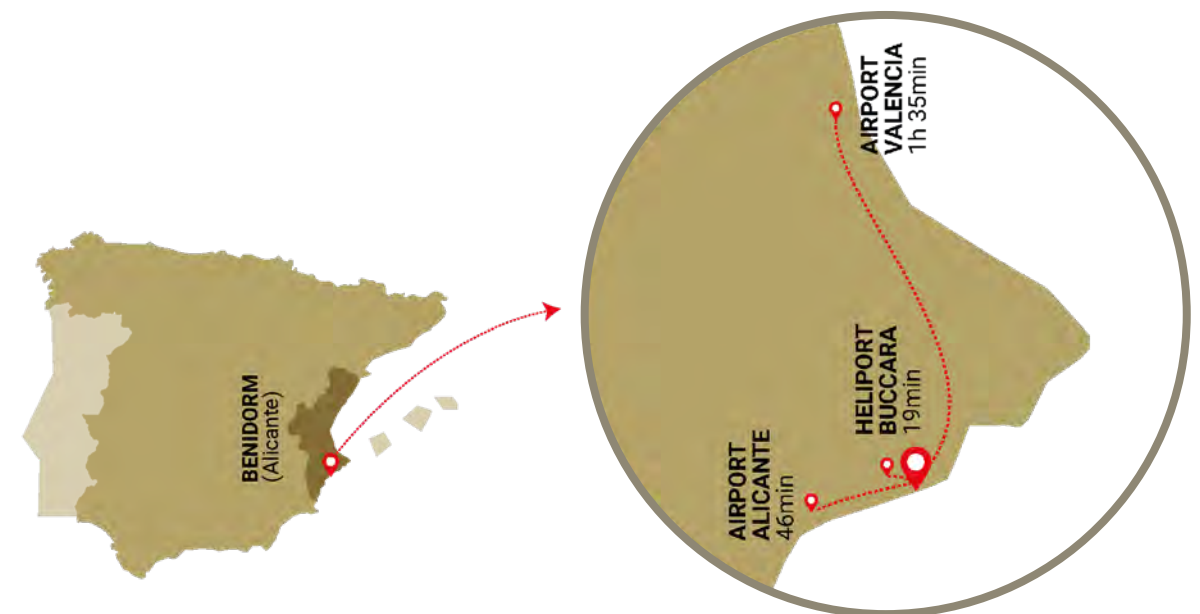 BENIDORM
(Alicante)
AIRPORT
ALICANTE
46min
HELIPORT
BUCCARA
19min
AIRPORT
VALENCIA
1h 35min